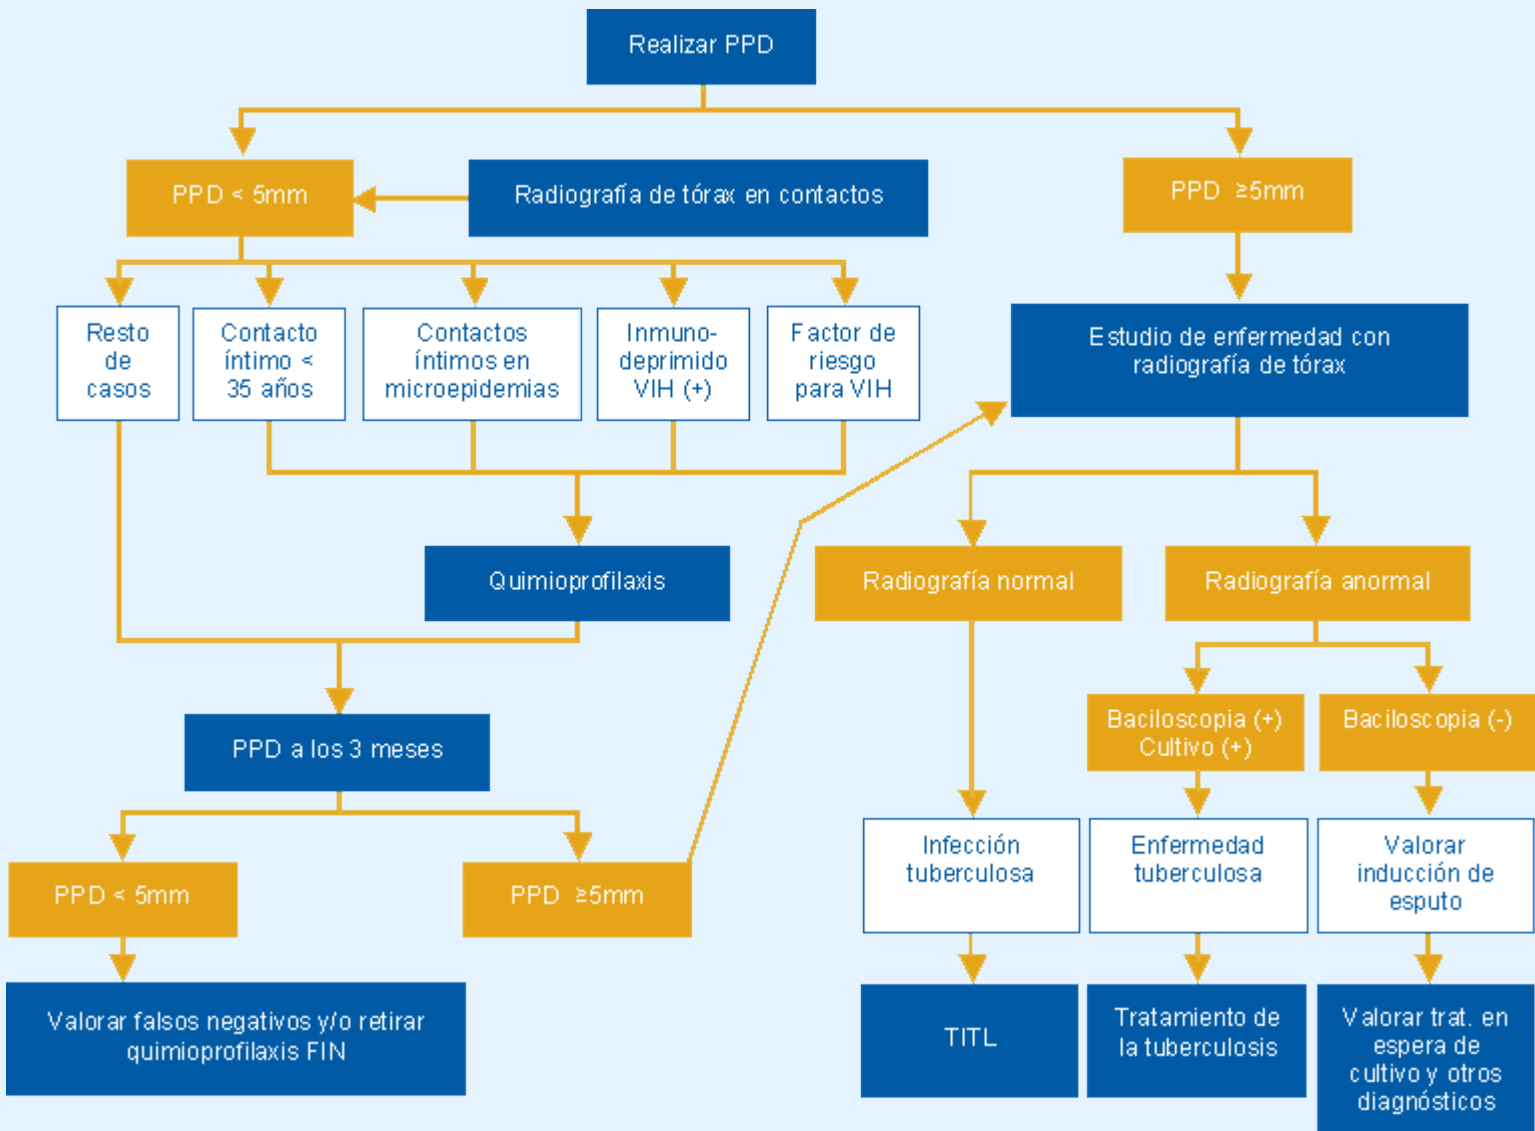 Realizar PPD
PPD < 5mm
Radiografía de tórax en contactos
PPD ≥5mm
Resto
de
casos
Contacto
íntimo <
35 años
Contactos
íntimos en
microepidemias
Inmuno-
deprimido
VIH (+)
Factor de
riesgo
para VIH
Estudio de enfermedad con
radiografía de tórax
Quimioprofilaxis
Radiografía normal
Radiografía anormal
PPD a los 3 meses
Baciloscopia (+)
Cultivo (+)
Baciloscopia (-)
PPD < 5mm
PPD ≥5mm
Infección
tuberculosa
Enfermedad
tuberculosa
Valorar
inducción de
esputo
Valorar falsos negativos y/o retirar
quimioprofilaxis FIN
TITL
Tratamiento de
la tuberculosis
Valorar trat. en
espera de
cultivo y otros
diagnósticos